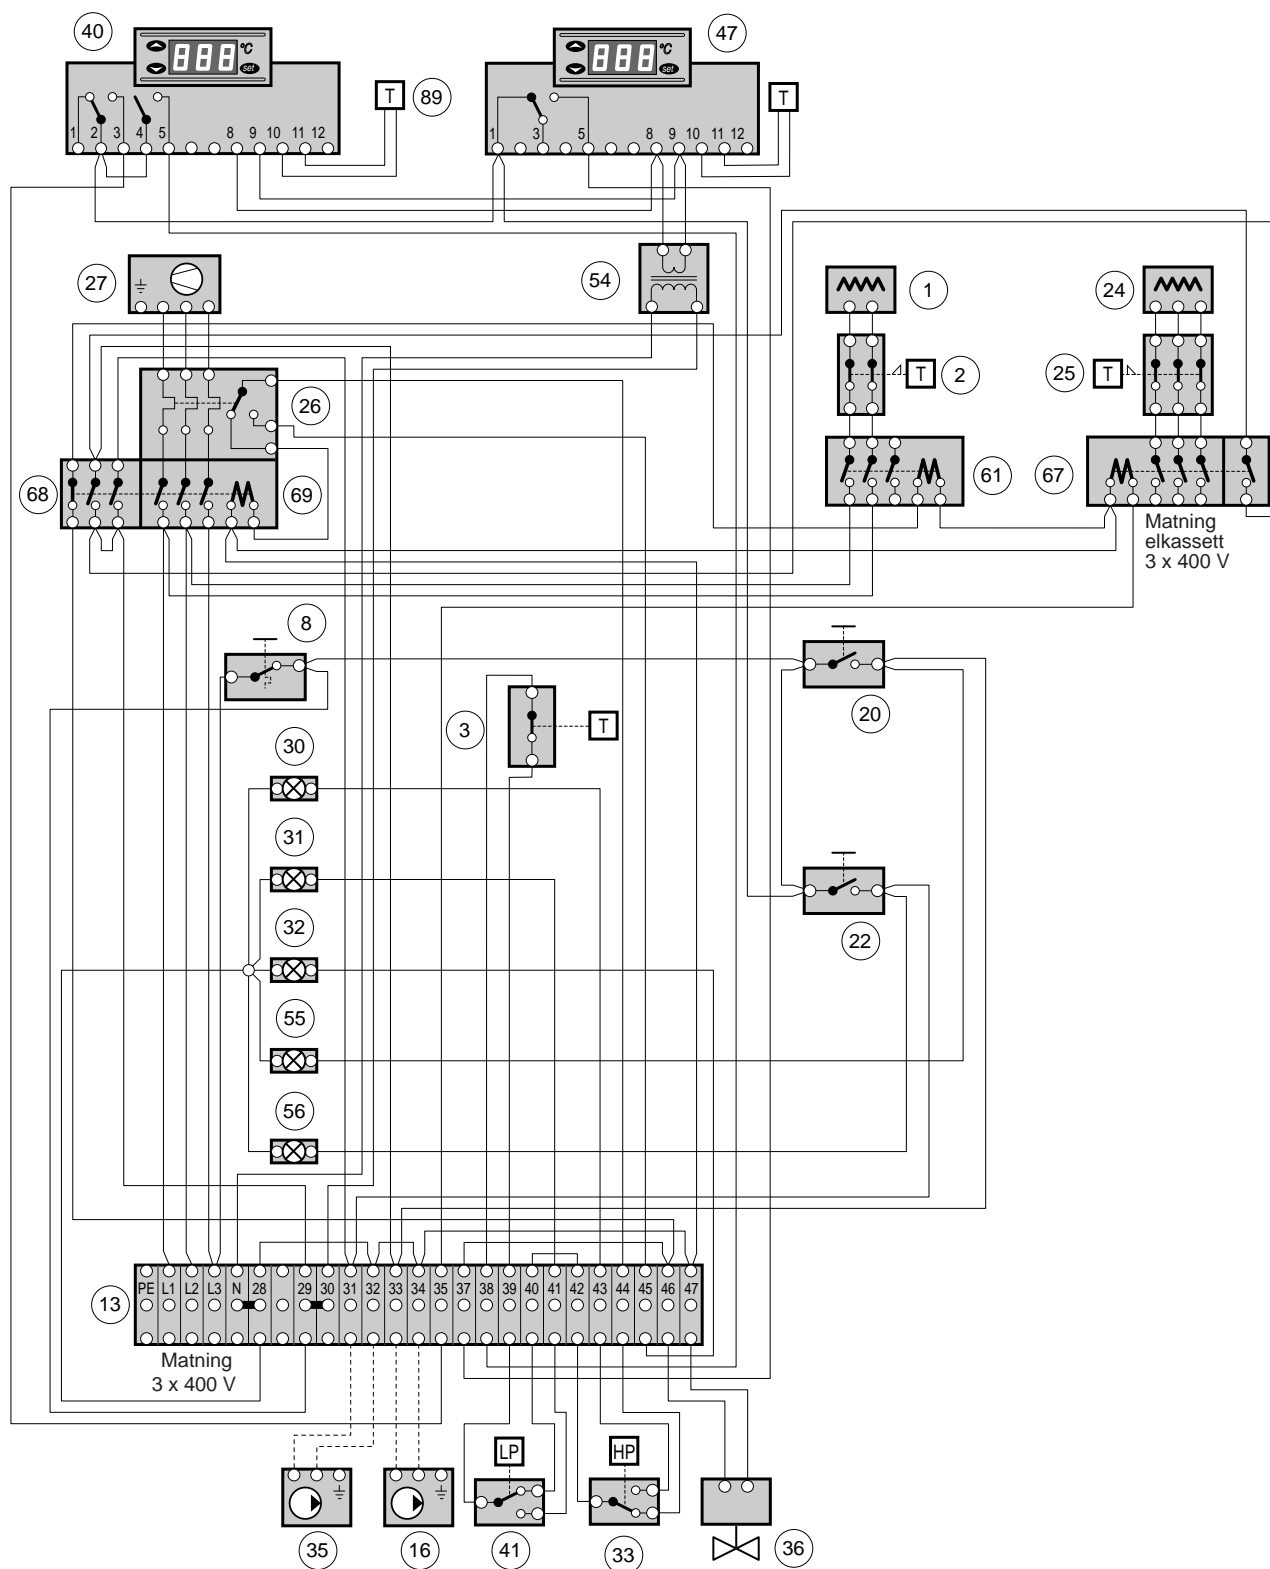 40
888 °C
set
47
888 °C
set
T
89
T
1 2 3 4 5 8 9 10 11 12
1 3 5 8 9 10 11 12
27
54
1
24
26
T
2
25
T
68
69
61
67
Matning
elkassett
3 x 400 V
8
20
3
T
30
31
32
22
55
56
13
PE L1 L2 L3 N 28 29 30 31 32 33 34 35 37 38 39 40 41 42 43 44 45 46 47
Matning
3 x 400 V
LP
HP
35
16
41
33
36